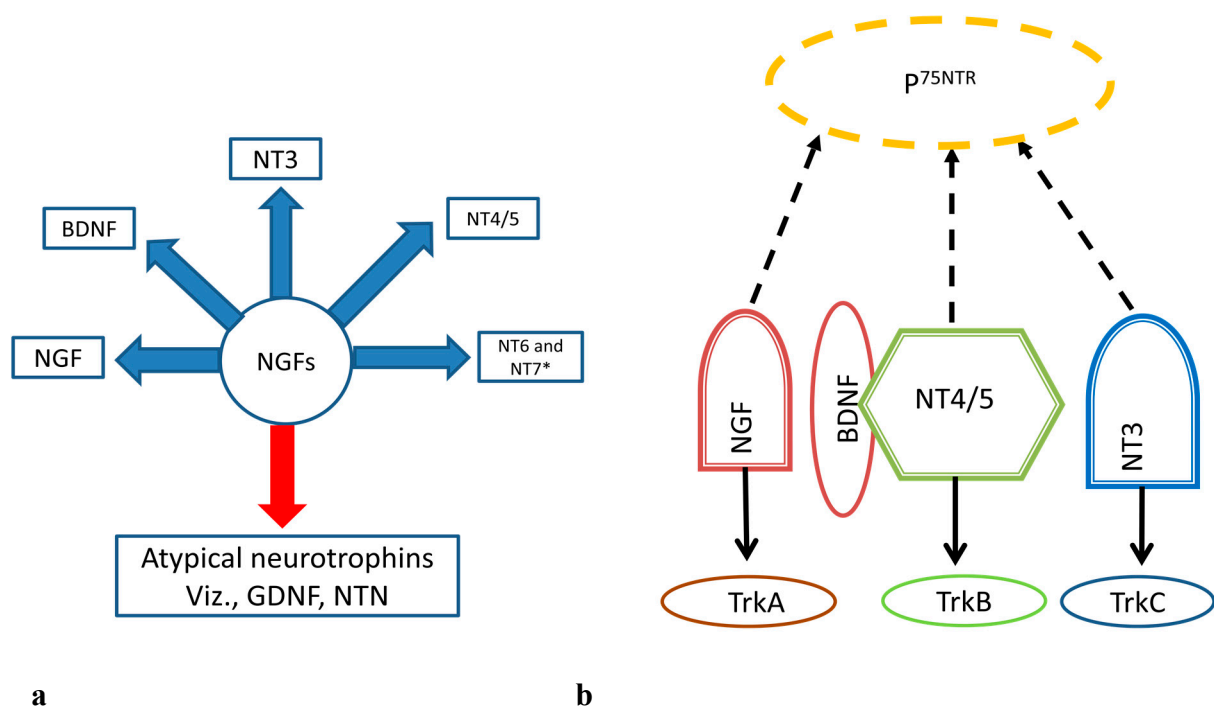 NT3
BDNF
NT4/5
NGF
NGFs
NT6 and
NT7*
Atypical neurotrophins
Viz., GDNF, NTN
a
P75NTR
NGF
BDNF
NT4/5
NT3
TrkA
TrkB
TrkC
b